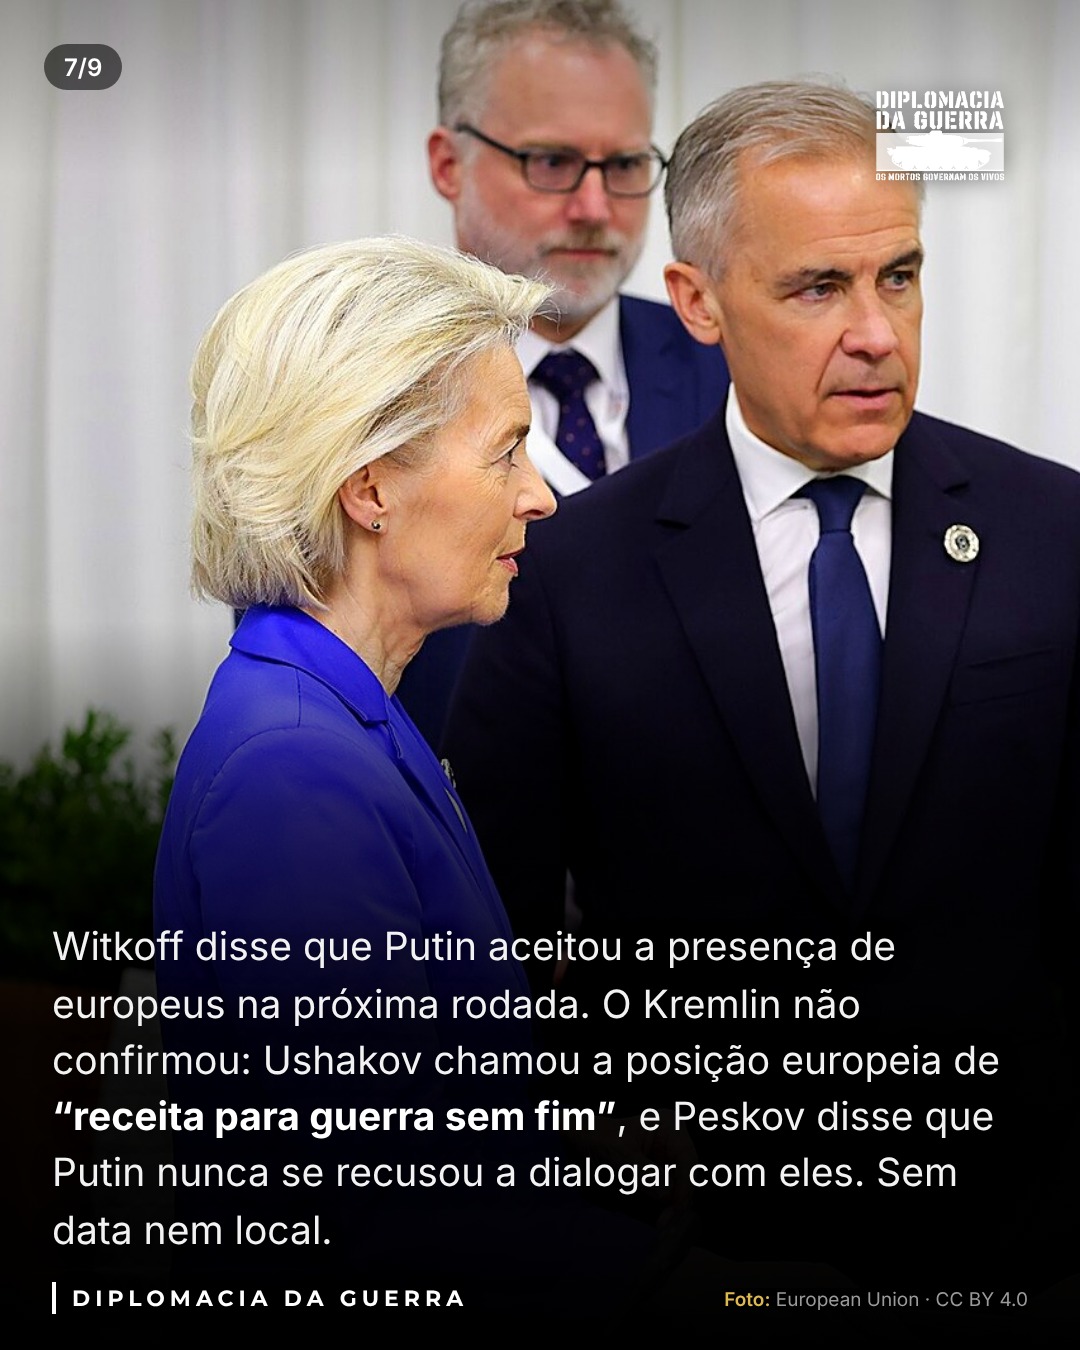 7/9
DIPLOMACIA
DA GUERRA
OS MORTOS GOVERNAM OS VIVOS
Witkoff disse que Putin aceitou a presença de
europeus na próxima rodada. O Kremlin não
confirmou: Ushakov chamou a posição europeia de
“receita para guerra sem fim”, e Peskov disse que
Putin nunca se recusou a dialogar com eles. Sem
data nem local.
DIPLOMACIA DA GUERRA
Foto: European Union · CC BY 4.0